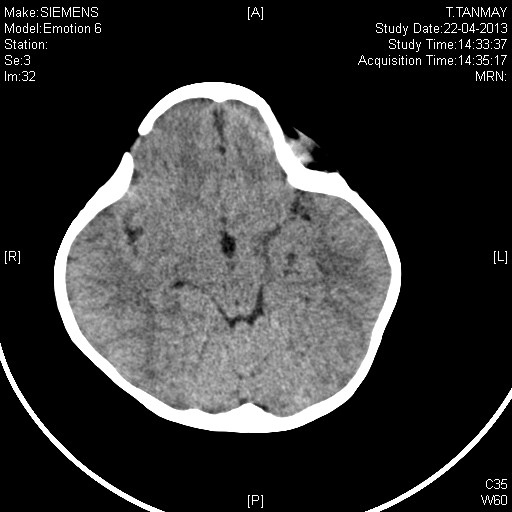 Make:SIEMENS
Model:Emotion 6
Station:
Se:3
Im:32
[A]
T.TANMAY
Study Date:22-04-2013
Study Time:14:33:37
Acquisition Time:14:35:17
MRN:
[R]
[L]
[P]
C35
W60